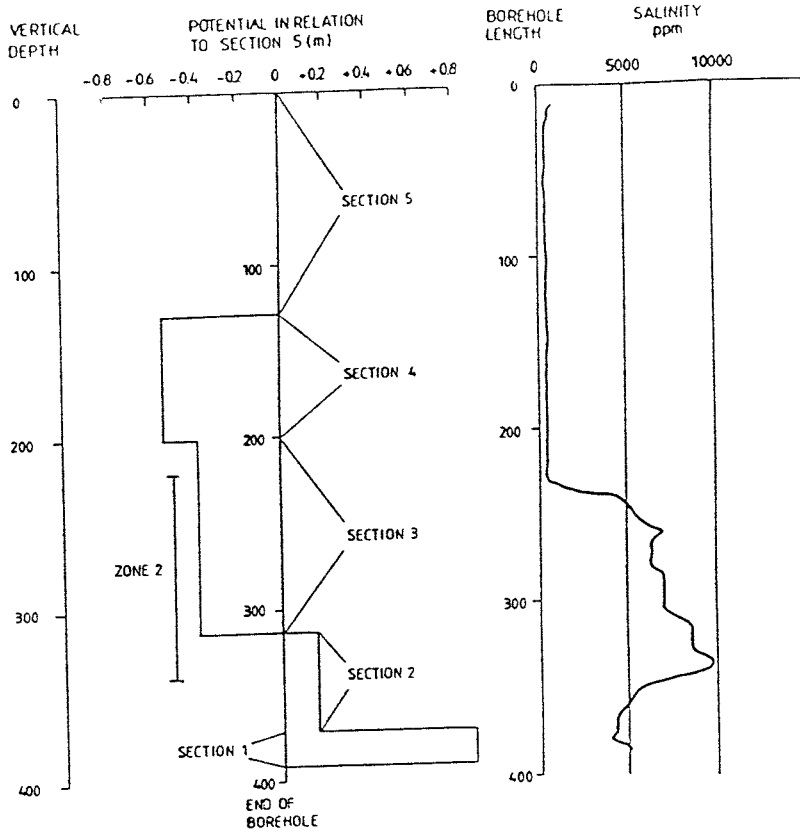 VERTICAL
DEPTH
POTENTIAL IN RELATION
TO SECTION 5 (m)
-0.8 -0.6 -0.4 -0.2 0 +0.2 +0.4 +0.6 +0.8
0
100
200
300
400
100
200
300
400
SECTION 5
SECTION 4
SECTION 3
ZONE 2
SECTION 2
SECTION 1
END OF
BOREHOLE
BOREHOLE
LENGTH
SALINITY
ppm
0 5000 10000
0
100
200
300
400